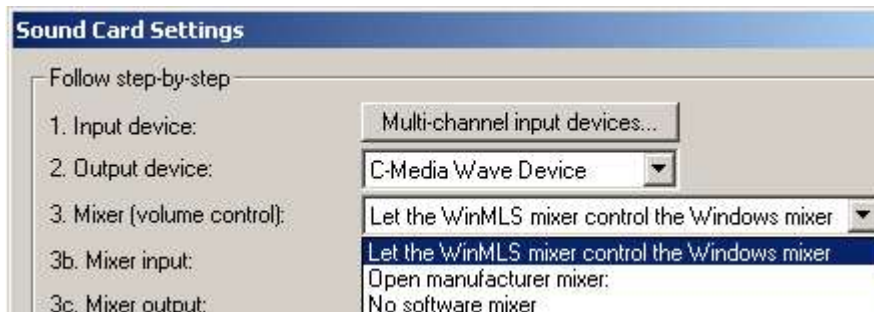 Sound Card Settings
Follow step-by-step
1. Input device:
Multi-channel input devices...
2. Output device:
C-Media Wave Device
3. Mixer (volume control):
Let the WinMLS mixer control the Windows mixer
3b. Mixer input:
Let the WinMLS mixer control the Windows mixer
Open manufacturer mixer:
3c. Mixer output:
No software mixer